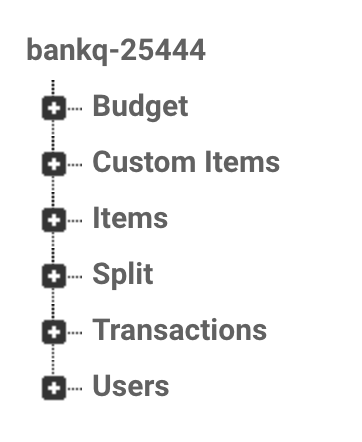 bankq-25444
Budget
Custom Items
Items
Split
Transactions
Users